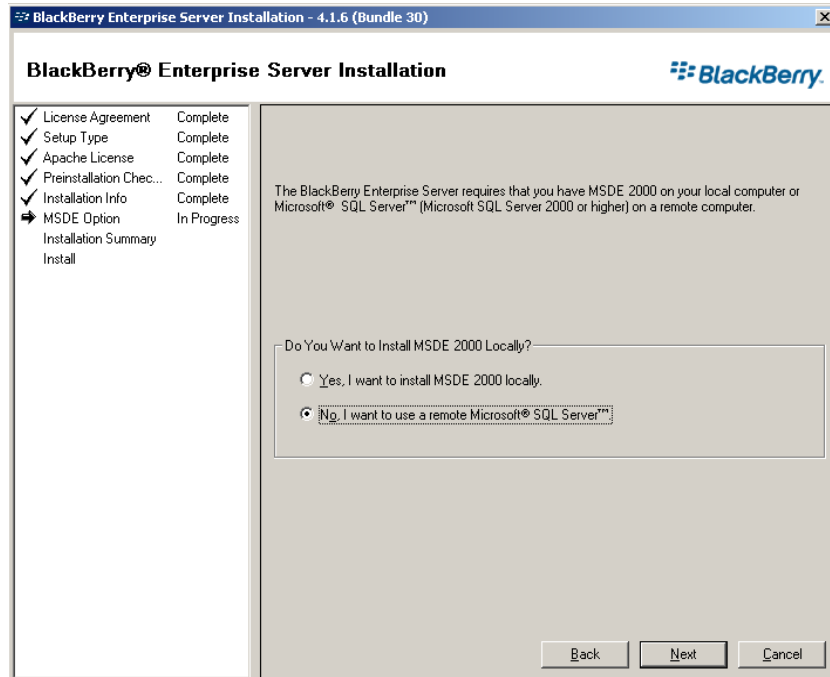 BlackBerry Enterprise Server Installation - 4.1.6 (Bundle 30)
BlackBerry® Enterprise Server Installation
BlackBerry.
License Agreement Complete
Setup Type Complete
Apache License Complete
Preinstallation Chec... Complete
Installation Info Complete
MSDE Option In Progress
Installation Summary
Install
The BlackBerry Enterprise Server requires that you have MSDE 2000 on your local computer or
Microsoft® SQL Server™ (Microsoft SQL Server 2000 or higher) on a remote computer.
Do You Want to Install MSDE 2000 Locally?
Yes, I want to install MSDE 2000 locally.
No, I want to use a remote Microsoft® SQL Server™.
Back Next Cancel